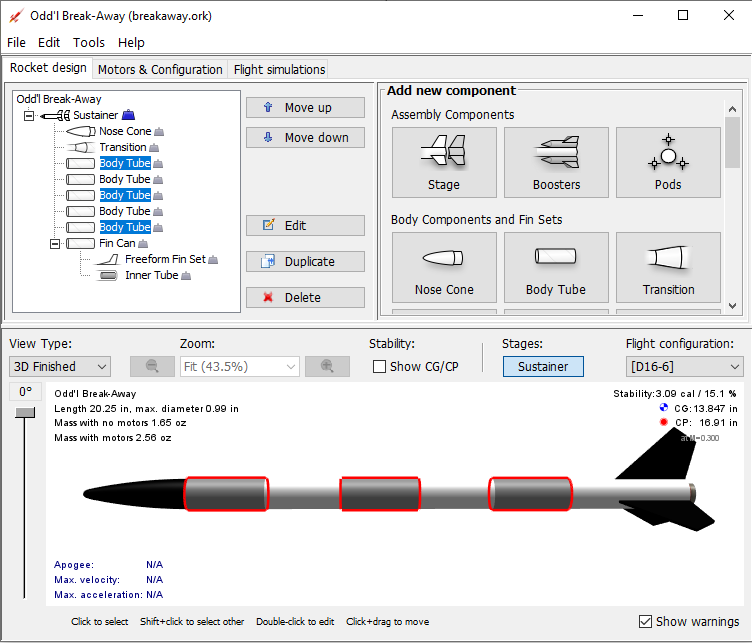 Odd'l Break-Away (breakaway.ork)
File Edit Tools Help
Rocket design Motors & Configuration Flight simulations
Odd'l Break-Away
Sustainer
Nose Cone
Transition
Body Tube
Body Tube
Body Tube
Body Tube
Body Tube
Fin Can
Freeform Fin Set
Inner Tube
Move up
Move down
Edit
Duplicate
Delete
Add new component
Assembly Components
Stage Boosters Pods
Body Components and Fin Sets
Nose Cone Body Tube Transition
View Type: Zoom: Stability: Stages: Flight configuration:
3D Finished Fit (43.5%) Show CG/CP Sustainer [D16-6]
0°
Odd'l Break-Away
Length 20.25 in, max. diameter 0.99 in
Mass with no motors 1.65 oz
Mass with motors 2.56 oz
Stability:3.09 cal / 15.1 %
CG:13.847 in
CP: 16.91 in
at M=0.300
Apogee: N/A
Max. velocity: N/A
Max. acceleration: N/A
Click to select Shift+click to select other Double-click to edit Click+drag to move
Show warnings